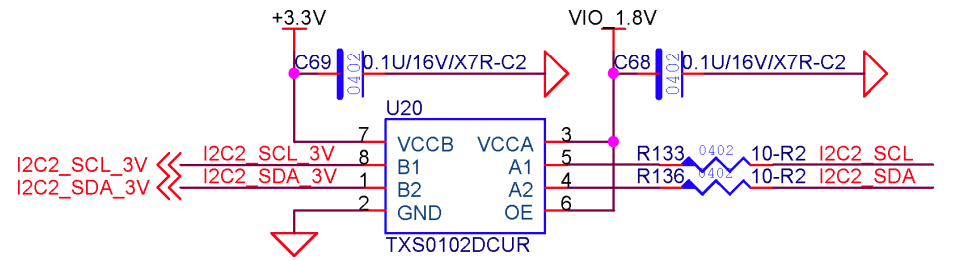 +3.3V VIO_1.8V
C69 0402 0.1U/16V/X7R-C2 C68 0402 0.1U/16V/X7R-C2
U20
7 VCCB VCCA 3
I2C2_SCL_3V I2C2_SCL_3V 8 B1 A1 5 R133 0402 10-R2 I2C2_SCL
I2C2_SDA_3V I2C2_SDA_3V 1 B2 A2 4 R136 0402 10-R2 I2C2_SDA
2 GND OE 6
TXS0102DCUR